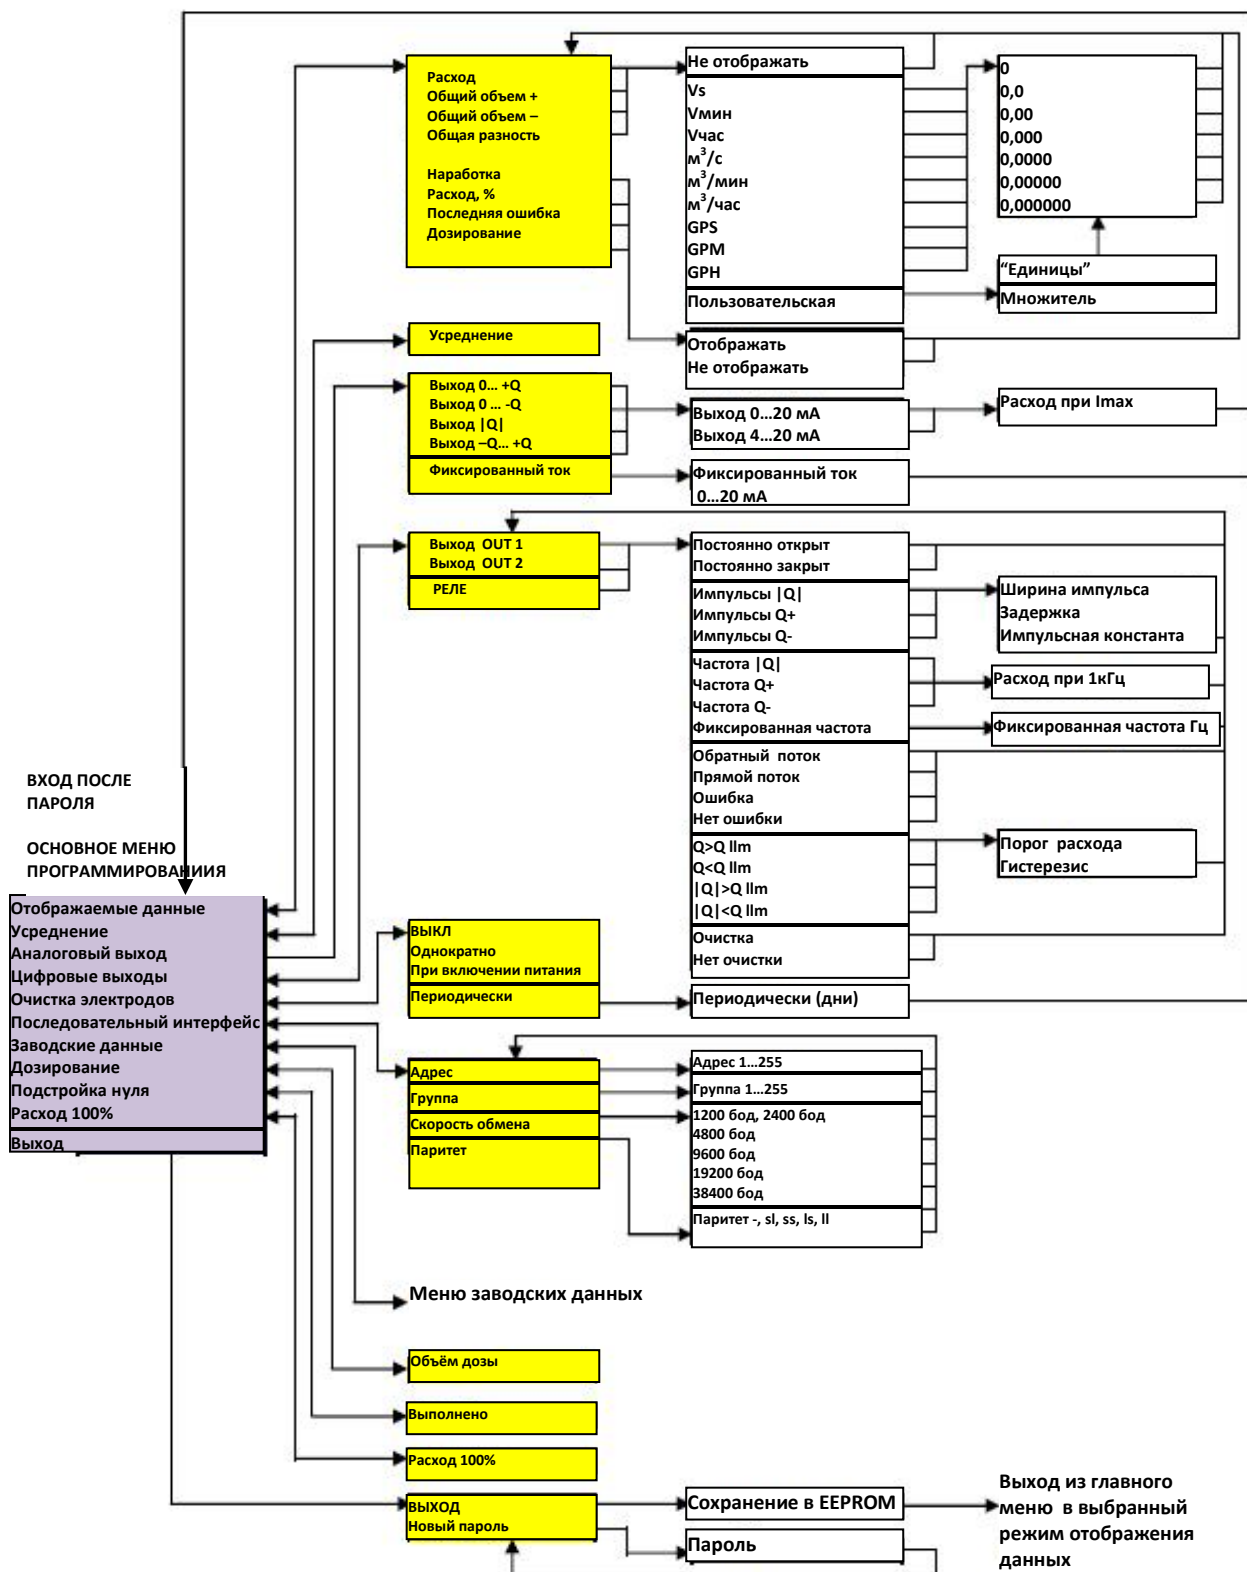 Расход
Общий объем +
Общий объем –
Общая разность
Наработка
Расход, %
Последняя ошибка
Дозирование
Не отображать
Vs
Vмин
Vчас
м³/с
м³/мин
м³/час
GPS
GPM
GPH
Пользовательская
0
0,0
0,00
0,000
0,0000
0,00000
0,000000
“Единицы”
Множитель
Отображать
Не отображать
Усреднение
Выход 0... +Q
Выход 0 ... -Q
Выход |Q|
Выход –Q... +Q
Фиксированный ток
Выход 0...20 мА
Выход 4...20 мА
Расход при Imax
Фиксированный ток
0...20 мА
Выход OUT 1
Выход OUT 2
РЕЛЕ
Постоянно открыт
Постоянно закрыт
Импульсы |Q|
Импульсы Q+
Импульсы Q-
Частота |Q|
Частота Q+
Частота Q-
Фиксированная частота
Обратный поток
Прямой поток
Ошибка
Нет ошибки
Q>Q llm
Q<Q llm
|Q|>Q llm
|Q|<Q llm
Очистка
Нет очистки
Ширина импульса
Задержка
Импульсная константа
Расход при 1кГц
Фиксированная частота Гц
Порог расхода
Гистерезис
ВХОД ПОСЛЕ
ПАРОЛЯ
ОСНОВНОЕ МЕНЮ
ПРОГРАММИРОВАНИИЯ
Отображаемые данные
Усреднение
Аналоговый выход
Цифровые выходы
Очистка электродов
Последовательный интерфейс
Заводские данные
Дозирование
Подстройка нуля
Расход 100%
Выход
ВЫКЛ
Однократно
При включении питания
Периодически
Периодически (дни)
Адрес
Группа
Скорость обмена
Паритет
Адрес 1...255
Группа 1...255
1200 бод, 2400 бод
4800 бод
9600 бод
19200 бод
38400 бод
Паритет -, sl, ss, ls, ll
Меню заводских данных
Объём дозы
Выполнено
Расход 100%
ВЫХОД
Новый пароль
Сохранение в EEPROM
Пароль
Выход из главного
меню в выбранный
режим отображения
данных